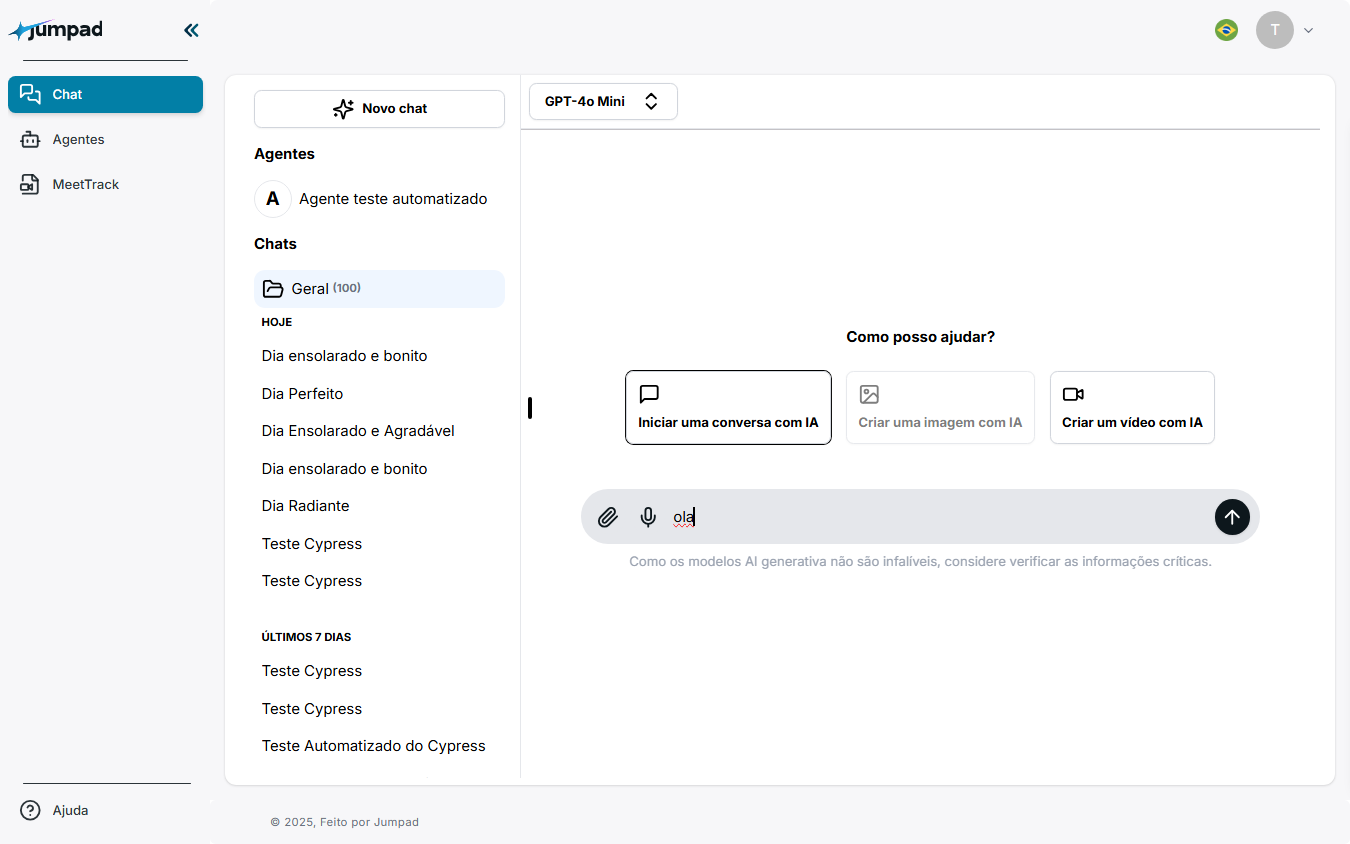 jumpad
T
Chat
Agentes
MeetTrack
Novo chat
Agentes
A
Agente teste automatizado
Chats
Geral (100)
HOJE
Dia ensolarado e bonito
Dia Perfeito
Dia Ensolarado e Agradável
Dia ensolarado e bonito
Dia Radiante
Teste Cypress
Teste Cypress
ÚLTIMOS 7 DIAS
Teste Cypress
Teste Cypress
Teste Automatizado do Cypress
GPT-4o Mini
Como posso ajudar?
Iniciar uma conversa com IA
Criar uma imagem com IA
Criar um vídeo com IA
ola
Como os modelos AI generativa não são infalíveis, considere verificar as informações críticas.
Ajuda
© 2025, Feito por Jumpad